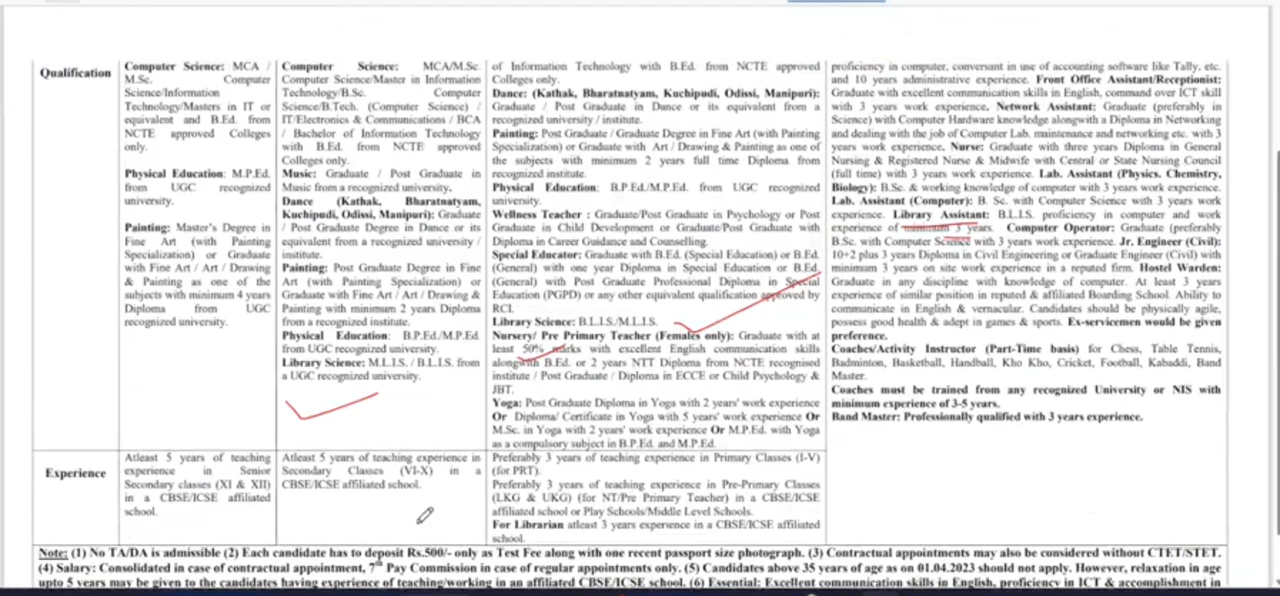 Qualification
Computer Science: MCA /
M.Sc. Computer
Science/Information
Technology/Masters in IT or
equivalent and B.Ed. from
NCTE approved Colleges
only.
Physical Education: M.P.Ed.
from UGC recognized
university.
Painting: Master's Degree in
Fine Art (with Painting
Specialization) or Graduate
with Fine Art / Art / Drawing
& Painting as one of the
subjects with minimum 4 years
Diploma from UGC
recognized university.
Computer Science: MCA/M.Sc.
Computer Science/Master in Information
Technology/B.Sc. Computer
Science/B.Tech. (Computer Science) /
IT/Electronics & Communications / BCA
/ Bachelor of Information Technology
with B.Ed. from NCTE approved
Colleges only.
Music: Graduate / Post Graduate in
Music from a recognized university.
Dance (Kathak, Bharatnatyam,
Kuchipudi, Odissi, Manipuri): Graduate
/ Post Graduate Degree in Dance or its
equivalent from a recognized university /
institute.
Painting: Post Graduate Degree in Fine
Art (with Painting Specialization) or
Graduate with Fine Art / Art / Drawing &
Painting with minimum 2 years Diploma
from a recognized institute.
Physical Education: B.P.Ed/M.P.Ed.
from UGC recognized university.
Library Science: M.L.I.S. / B.L.I.S. from
a UGC recognized university.
of Information Technology with B.Ed. from NCTE approved
Colleges only.
Dance: (Kathak, Bharatnatyam, Kuchipudi, Odissi, Manipuri):
Graduate / Post Graduate in Dance or its equivalent from a
recognized university / institute.
Painting: Post Graduate / Graduate Degree in Fine Art (with Painting
Specialization) or Graduate with Art / Drawing & Painting as one of
the subjects with minimum 2 years full time Diploma from
recognized institute.
Physical Education: B.P.Ed/M.P.Ed. from UGC recognized
university.
Wellness Teacher : Graduate/Post Graduate in Psychology or Post
Graduate in Child Development or Graduate/Post Graduate with
Diploma in Career Guidance and Counselling.
Special Educator: Graduate with B.Ed. (Special Education) or B.Ed.
(General) with one year Diploma in Special Education or B.Ed.
(General) with Post Graduate Professional Diploma in Special
Education (PGPD) or any other equivalent qualification approved by
RCI.
Library Science: B.L.I.S/M.L.I.S.
Nursery/ Pre Primary Teacher (Females only): Graduate with at
least 50% marks with excellent English communication skills
alongwith B.Ed. or 2 years NTT Diploma from NCTE recognised
institute / Post Graduate / Diploma in ECCE or Child Psychology &
JBT.
Yoga: Post Graduate Diploma in Yoga with 2 years' work experience
Or Diploma/ Certificate in Yoga with 5 years' work experience Or
M.Sc. in Yoga with 2 years' work experience Or M.P.Ed. with Yoga
as a compulsory subject in B.P.Ed. and M.P.Ed.
proficiency in computer, conversant in use of accounting software like Tally, etc.
and 10 years administrative experience. Front Office Assistant/Receptionist:
Graduate with excellent communication skills in English, command over ICT skill
with 3 years work experience. Network Assistant: Graduate (preferably in
Science) with Computer Hardware knowledge alongwith a Diploma in Networking
and dealing with the job of Computer Lab. maintenance and networking etc. with 3
years work experience. Nurse: Graduate with three years Diploma in General
Nursing & Registered Nurse & Midwife with Central or State Nursing Council
(full time) with 3 years work experience. Lab. Assistant (Physics, Chemistry,
Biology): B.Sc. & working knowledge of computer with 3 years work experience.
Lab. Assistant (Computer): B. Sc. with Computer Science with 3 years work
experience. Library Assistant: B.L.I.S. proficiency in computer and work
experience of minimum 3 years. Computer Operator: Graduate (preferably
B.Sc. with Computer Science with 3 years work experience. Jr. Engineer (Civil):
10+2 plus 3 years Diploma in Civil Engineering or Graduate Engineer (Civil) with
minimum 3 years on site work experience in a reputed firm. Hostel Warden:
Graduate in any discipline with knowledge of computer. At least 3 years
experience of similar position in reputed & affiliated Boarding School. Ability to
communicate in English & vernacular. Candidates should be physically agile,
possess good health & adept in games & sports. Ex-servicemen would be given
preference.
Coaches/Activity Instructor (Part-Time basis) for Chess, Table Tennis,
Badminton, Basketball, Handball, Kho Kho, Cricket, Football, Kabaddi, Band
Master.
Coaches must be trained from any recognized University or NIS with
minimum experience of 3-5 years.
Band Master: Professionally qualified with 3 years experience.
Experience
Atleast 5 years of teaching
experience in Senior
Secondary classes (XI & XII)
in a CBSE/ICSE affiliated
school.
Atleast 5 years of teaching experience in
Secondary Classes (VI-X) in a
CBSE/ICSE affiliated school.
Preferably 3 years of teaching experience in Primary Classes (I-V)
(for PRT).
Preferably 3 years of teaching experience in Pre-Primary Classes
(LKG & UKG) (for NT/Pre Primary Teacher) in a CBSE/ICSE
affiliated school or Play Schools/Middle Level Schools.
For Librarian atleast 3 years experience in a CBSE/ICSE affiliated
school.
Note: (1) No TA/DA is admissible (2) Each candidate has to deposit Rs.500/- only as Test Fee along with one recent passport size photograph. (3) Contractual appointments may also be considered without CTET/STET.
(4) Salary: Consolidated in case of contractual appointment, 7th Pay Commission in case of regular appointments only. (5) Candidates above 35 years of age as on 01.04.2023 should not apply. However, relaxation in age
upto 5 years may be given to the candidates having experience of teaching/working in an affiliated CBSE/ICSE school. (6) Essential: Excellent communication skills in English, proficiency in ICT & accomplishment in